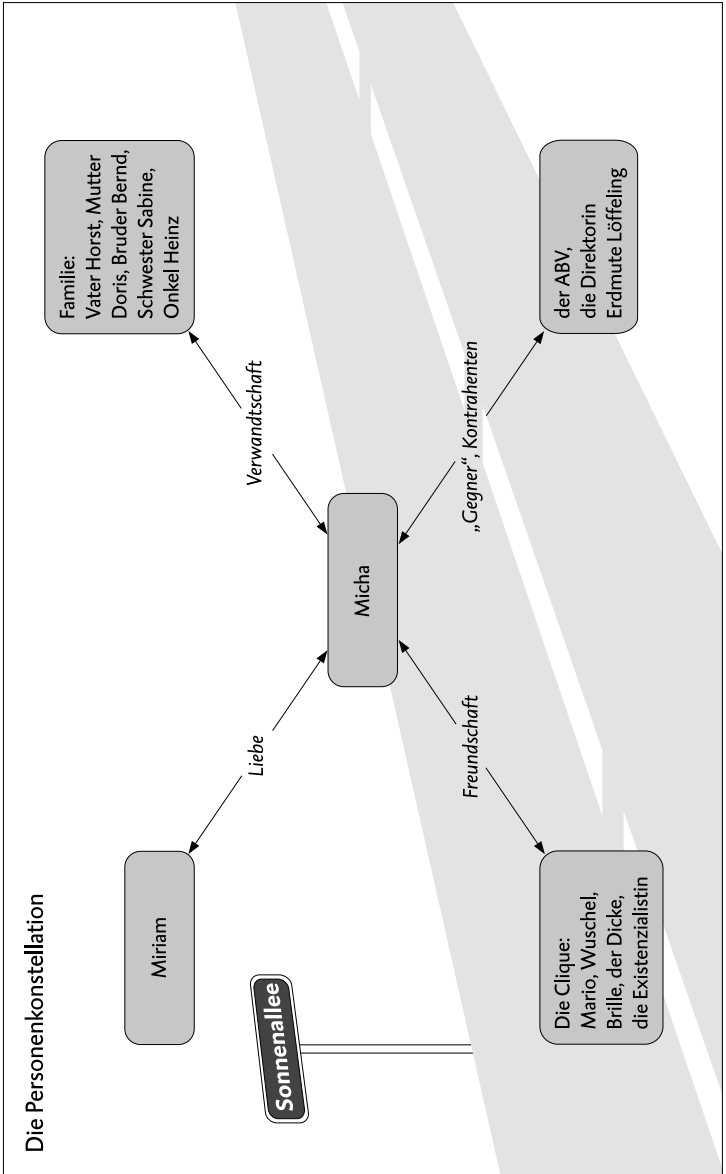 Die Personenkonstellation
Miriam
Familie:
Vater Horst, Mutter
Doris, Bruder Bernd,
Schwester Sabine,
Onkel Heinz
Liebe
Verwandtschaft
Sonnenallee
Micha
Freundschaft
„Gegner“, Kontrahenten
Die Clique:
Mario, Wuschel,
Brille, der Dicke,
die Existenzialistin
der ABV,
die Direktorin
Erdmute Löffeling